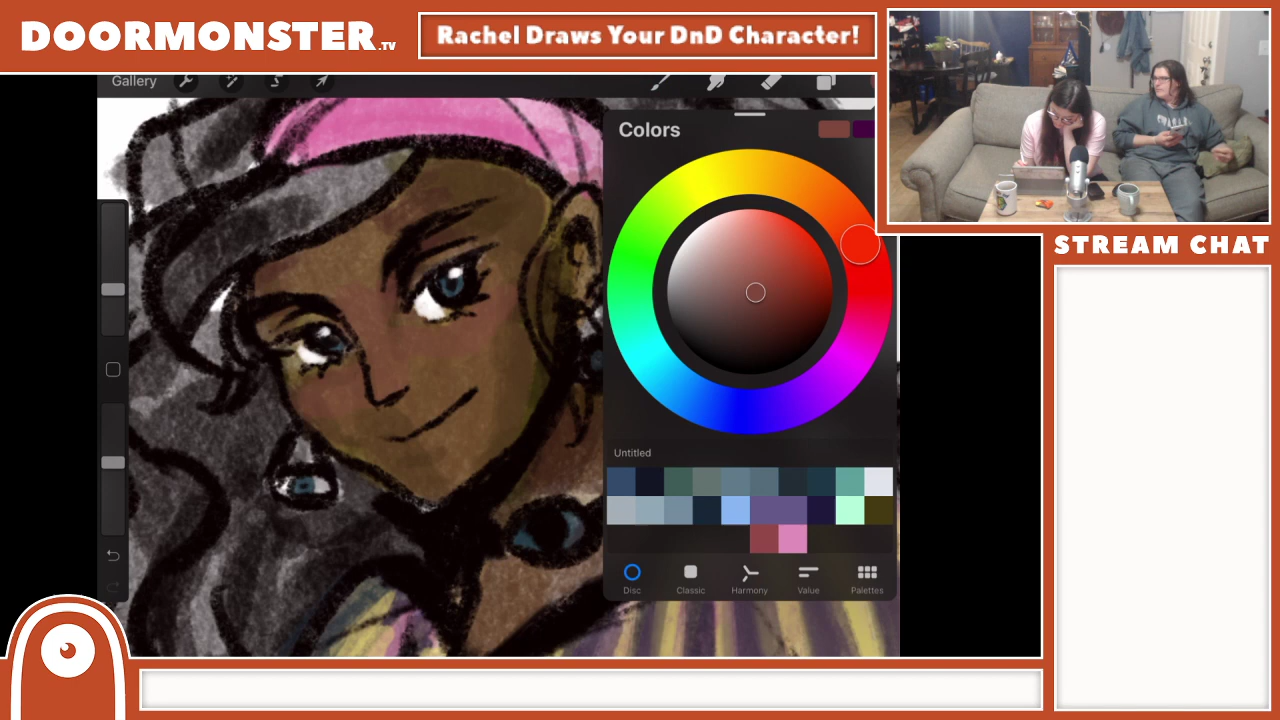 DOORMONSTER.TV
Rachel Draws Your DnD Character!
Gallery
Colors
STREAM CHAT
Untitled
Disc Classic Harmony Value Palettes